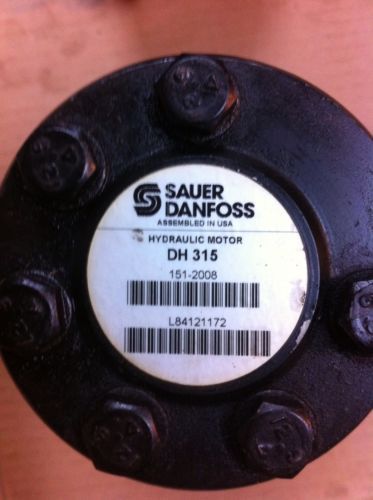 SAUER
DANFOSS
ASSEMBLED IN USA
HYDRAULIC MOTOR
DH 315
151-2008
L84121172